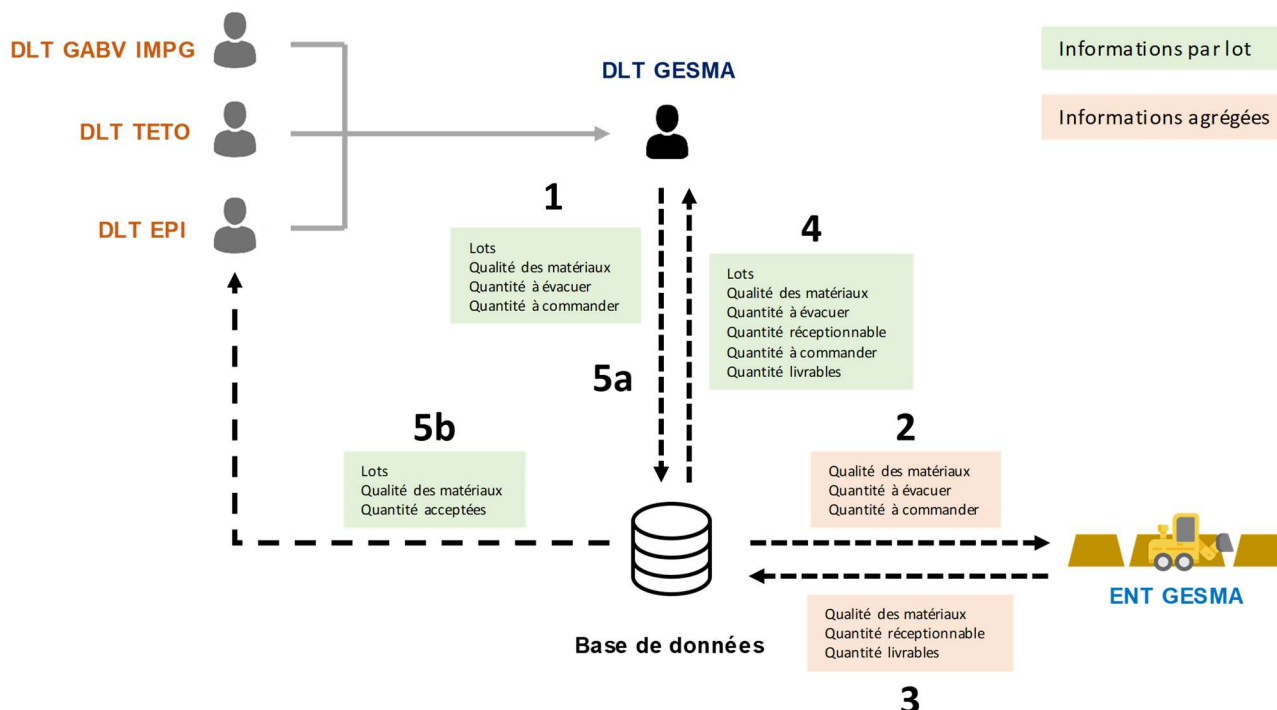 DLT GABV IMPG
DLT TETO
DLT EPI
DLT GESMA
Informations par lot
Informations agrégées
1
Lots
Qualité des matériaux
Quantité à évacuer
Quantité à commander
4
Lots
Qualité des matériaux
Quantité à évacuer
Quantité réceptionnable
Quantité à commander
Quantité livrables
5a
5b
Lots
Qualité des matériaux
Quantité acceptées
2
Qualité des matériaux
Quantité à évacuer
Quantité à commander
ENT GESMA
Base de données
Qualité des matériaux
Quantité réceptionnable
Quantité livrables
3